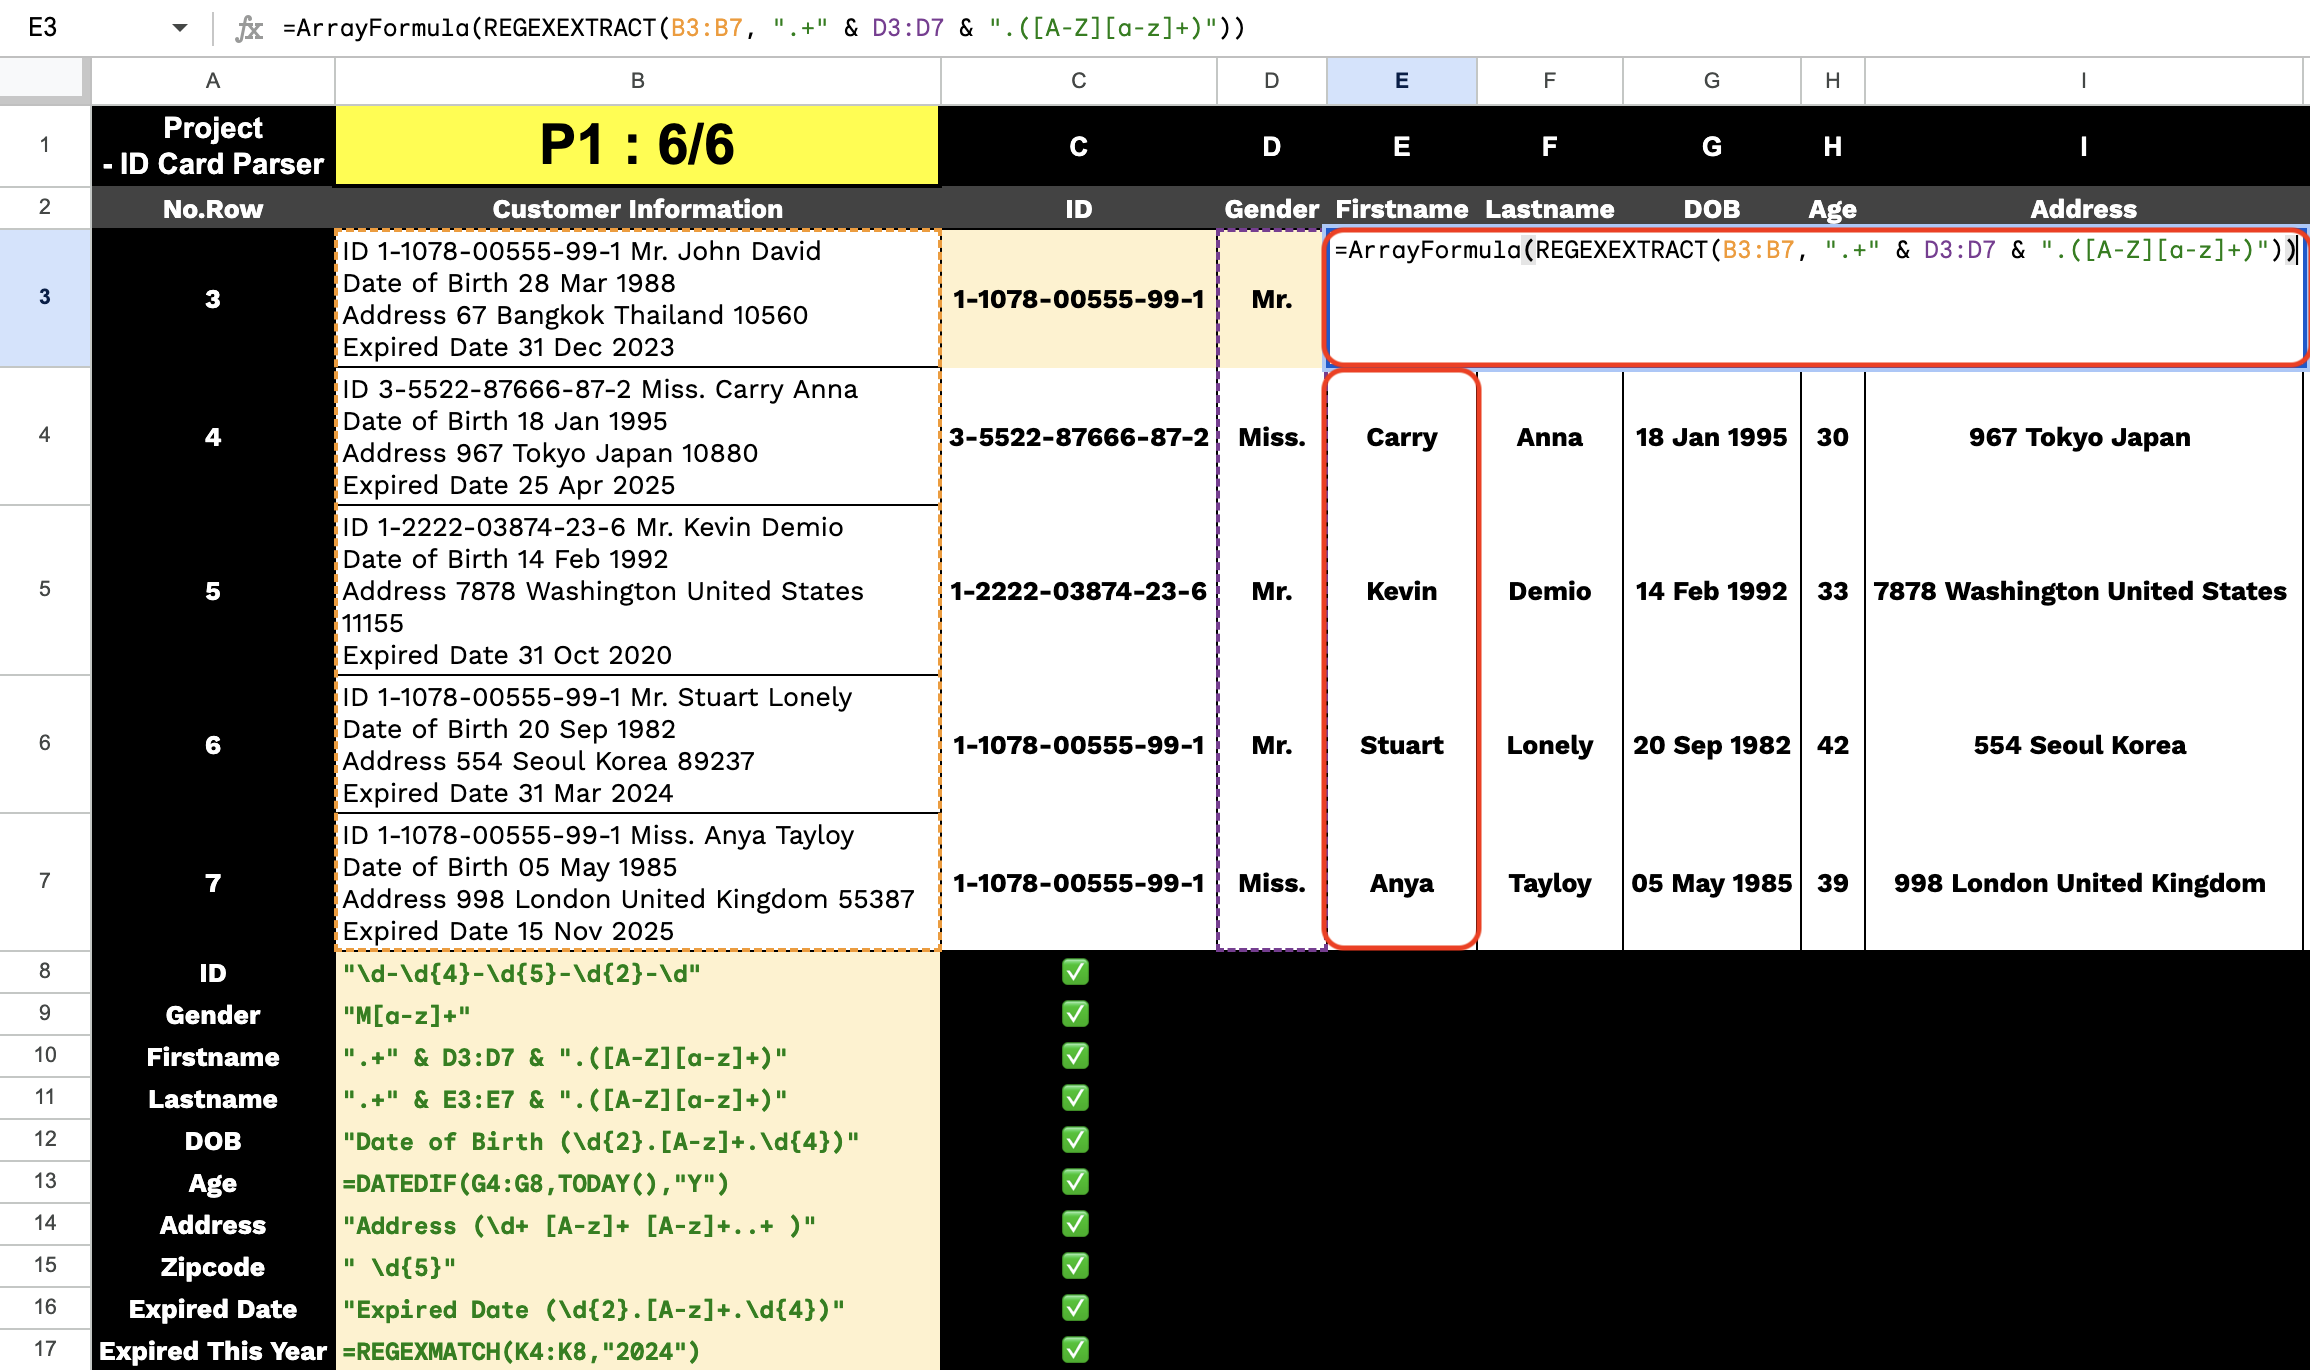 E3 fx =ArrayFormula(REGEXEXTRACT(B3:B7, ".+" & D3:D7 & ".([A-Z][a-z]+)"))
A B C D E F G H I
1 Project
- ID Card Parser P1 : 6/6 C D E F G H I
2 No.Row Customer Information ID Gender Firstname Lastname DOB Age Address
3 3 ID 1-1078-00555-99-1 Mr. John David
Date of Birth 28 Mar 1988
Address 67 Bangkok Thailand 10560
Expired Date 31 Dec 2023
1-1078-00555-99-1 Mr. =ArrayFormula(REGEXEXTRACT(B3:B7, ".+" & D3:D7 & ".([A-Z][a-z]+)"))
4 4 ID 3-5522-87666-87-2 Miss. Carry Anna
Date of Birth 18 Jan 1995
Address 967 Tokyo Japan 10880
Expired Date 25 Apr 2025
3-5522-87666-87-2 Miss. Carry Anna 18 Jan 1995 30 967 Tokyo Japan
5 5 ID 1-2222-03874-23-6 Mr. Kevin Demio
Date of Birth 14 Feb 1992
Address 7878 Washington United States
11155
Expired Date 31 Oct 2020
1-2222-03874-23-6 Mr. Kevin Demio 14 Feb 1992 33 7878 Washington United States
6 6 ID 1-1078-00555-99-1 Mr. Stuart Lonely
Date of Birth 20 Sep 1982
Address 554 Seoul Korea 89237
Expired Date 31 Mar 2024
1-1078-00555-99-1 Mr. Stuart Lonely 20 Sep 1982 42 554 Seoul Korea
7 7 ID 1-1078-00555-99-1 Miss. Anya Tayloy
Date of Birth 05 May 1985
Address 998 London United Kingdom 55387
Expired Date 15 Nov 2025
1-1078-00555-99-1 Miss. Anya Tayloy 05 May 1985 39 998 London United Kingdom
8 ID "\d-\d{4}-\d{5}-\d{2}-\d" ✅
9 Gender "M[a-z]+" ✅
10 Firstname ".+" & D3:D7 & ".([A-Z][a-z]+)" ✅
11 Lastname ".+" & E3:E7 & ".([A-Z][a-z]+)" ✅
12 DOB "Date of Birth (\d{2}.[A-z]+.\d{4})" ✅
13 Age =DATEDIF(G4:G8,TODAY(),"Y") ✅
14 Address "Address (\d+ [A-z]+ [A-z]+..+ )" ✅
15 Zipcode " \d{5}" ✅
16 Expired Date "Expired Date (\d{2}.[A-z]+.\d{4})" ✅
17 Expired This Year =REGEXMATCH(K4:K8,"2024") ✅